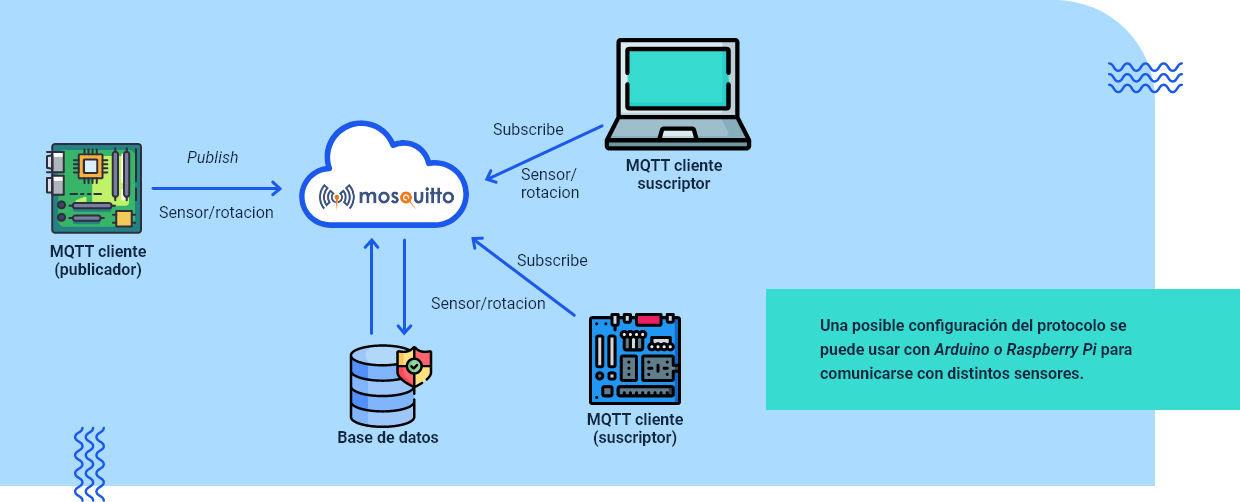 Publish
Sensor/rotacion
MQTT cliente
(publicador)
mosquitto
Subscribe
Sensor/
rotacion
MQTT cliente
suscriptor
Subscribe
Sensor/rotacion
MQTT cliente
(suscriptor)
Base de datos
Una posible configuración del protocolo se
puede usar con Arduino o Raspberry Pi para
comunicarse con distintos sensores.